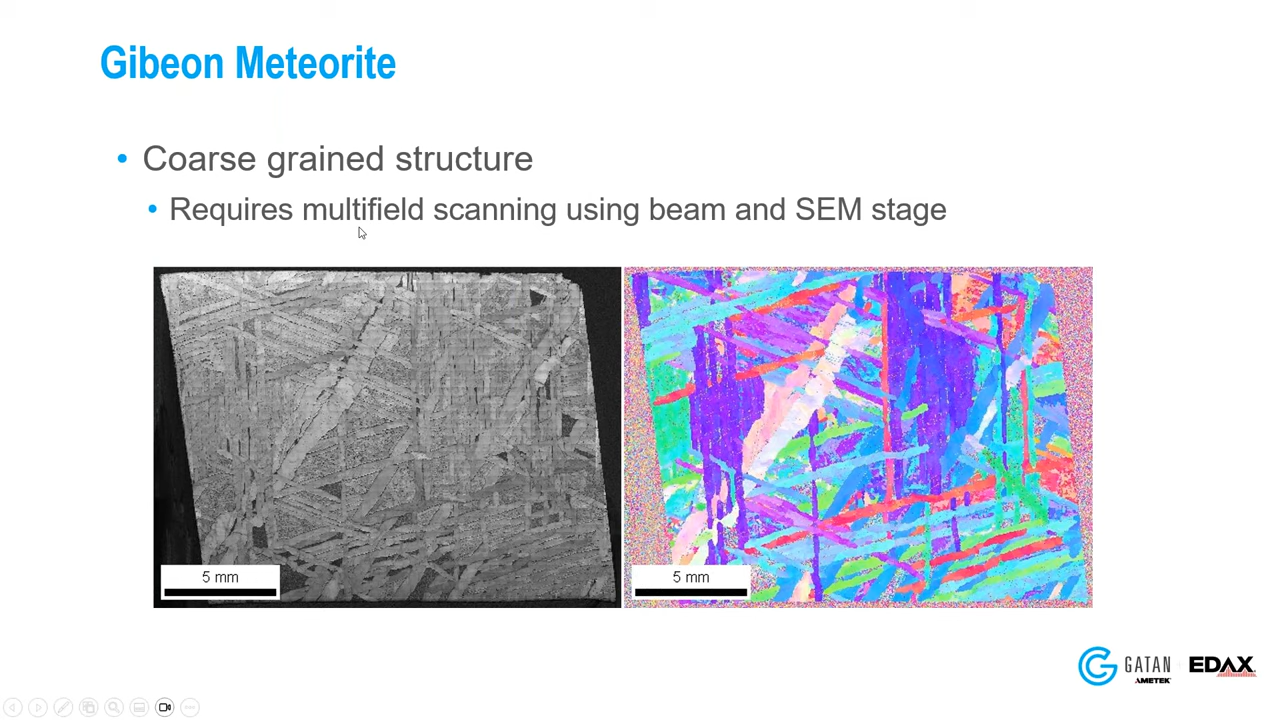 Gibeon Meteorite
• Coarse grained structure
• Requires multifield scanning using beam and SEM stage
5 mm
5 mm
GATAN
AMETEK
EDAX